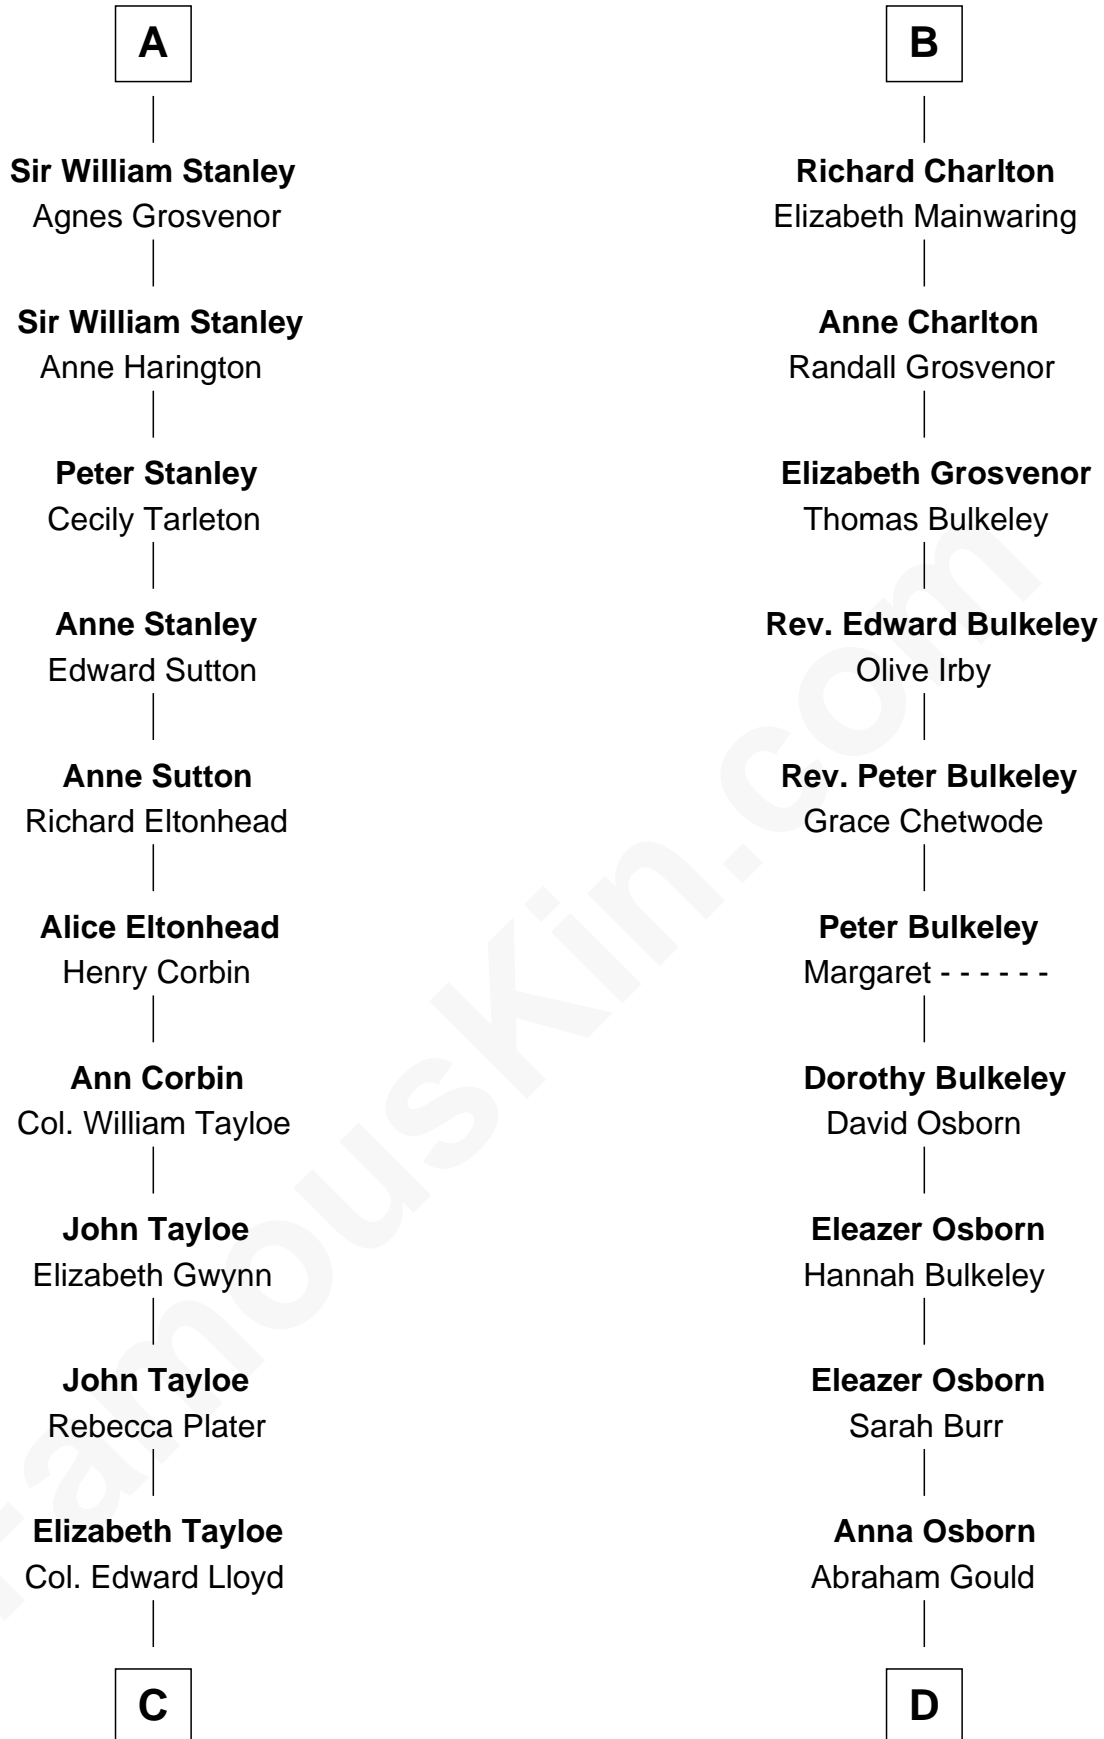 A
Sir William Stanley
Agnes Grosvenor
Sir William Stanley
Anne Harington
Peter Stanley
Cecily Tarleton
Anne Stanley
Edward Sutton
Anne Sutton
Richard Eltonhead
Alice Eltonhead
Henry Corbin
Ann Corbin
Col. William Tayloe
John Tayloe
Elizabeth Gwynn
John Tayloe
Rebecca Plater
Elizabeth Tayloe
Col. Edward Lloyd
C
B
Richard Charlton
Elizabeth Mainwaring
Anne Charlton
Randall Grosvenor
Elizabeth Grosvenor
Thomas Bulkeley
Rev. Edward Bulkeley
Olive Irby
Rev. Peter Bulkeley
Grace Chetwode
Peter Bulkeley
Margaret - - - - - -
Dorothy Bulkeley
David Osborn
Eleazer Osborn
Hannah Bulkeley
Eleazer Osborn
Sarah Burr
Anna Osborn
Abraham Gould
D
FamousKin.com